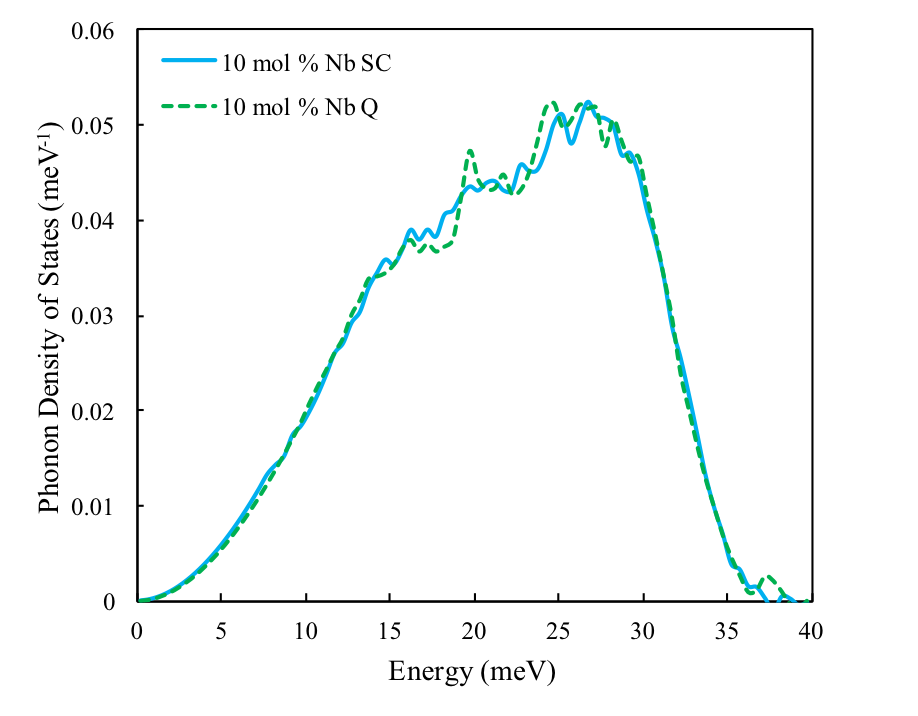 0.06
10 mol % Nb SC
10 mol % Nb Q
0.05
0.04
0.03
0.02
0.01
0
Phonon Density of States (meV⁻¹)
0 5 10 15 20 25 30 35 40
Energy (meV)